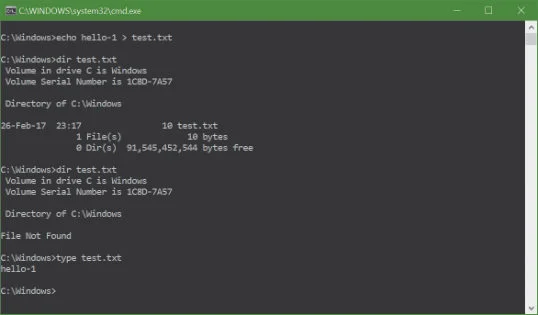 C:\WINDOWS\system32\cmd.exe
C:\Windows>echo hello-1 > test.txt
C:\Windows>dir test.txt
Volume in drive C is Windows
Volume Serial Number is 1C8D-7A57
Directory of C:\Windows
26-Feb-17  23:17                10 test.txt
1 File(s)             10 bytes
0 Dir(s)  91,545,452,544 bytes free
C:\Windows>dir test.txt
Volume in drive C is Windows
Volume Serial Number is 1C8D-7A57
Directory of C:\Windows
File Not Found
C:\Windows>type test.txt
hello-1
C:\Windows>